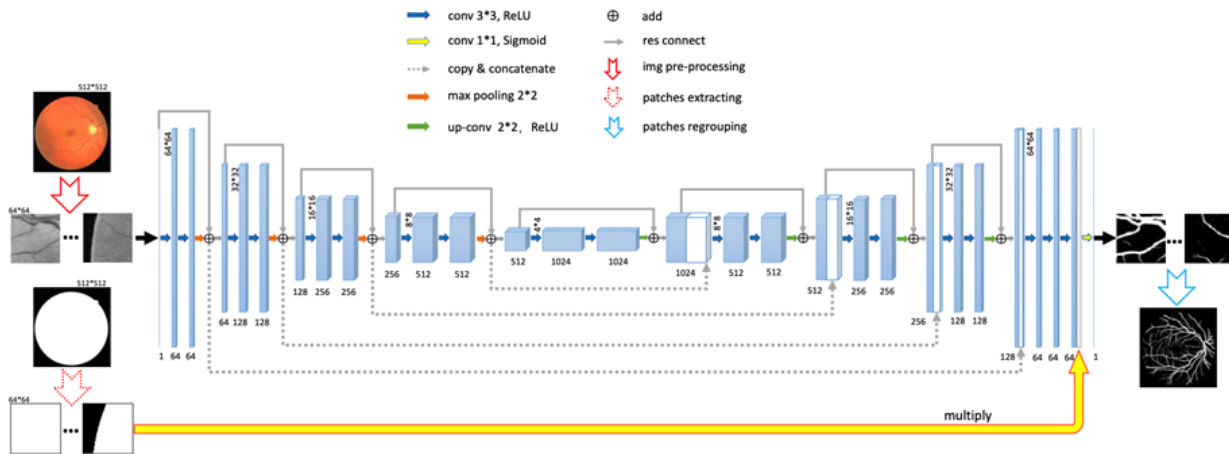 conv 3*3, ReLU
conv 1*1, Sigmoid
copy & concatenate
max pooling 2*2
up-conv 2*2, ReLU
add
res connect
img pre-processing
patches extracting
patches regrouping
512*512
64*64
512*512
64*64
64*64
1 64 64
32*32
64 128 128
16*16
128 256 256
8*8
256 512 512
4*4
512 1024 1024
8*8
1024 512 512
16*16
512 256 256
32*32
256 128 128
64*64
128 64 64 64 1
multiply